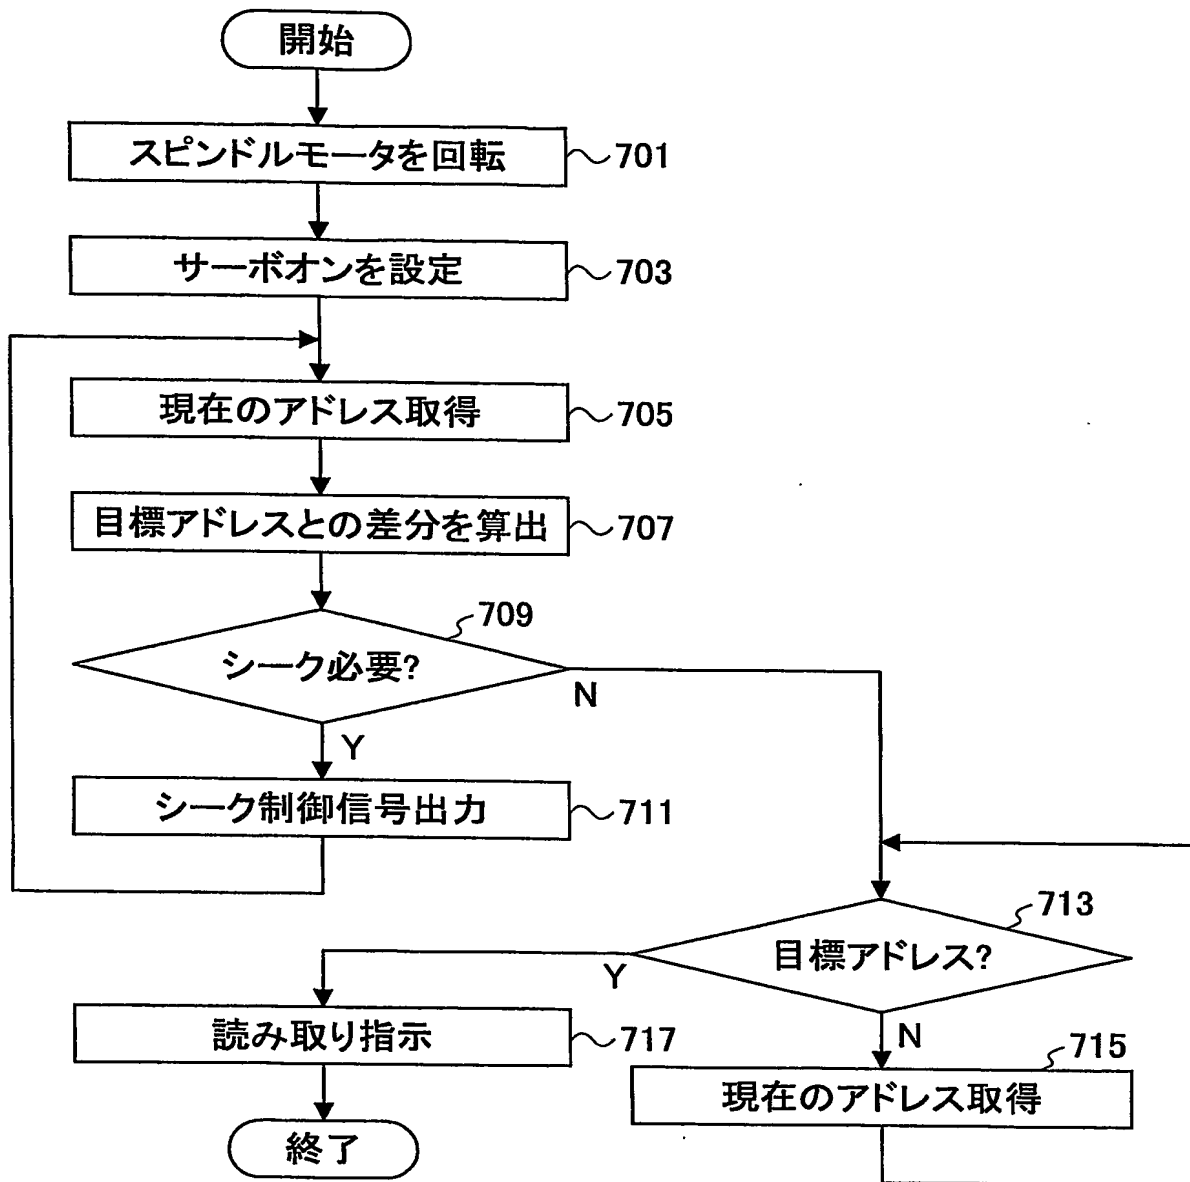 開始
スピンドルモータを回転
701
サーボオンを設定
703
現在のアドレス取得
705
目標アドレスとの差分を算出
707
709
シーク必要?
N
Y
シーク制御信号出力
711
713
目標アドレス?
Y
N
読み取り指示
717
715
現在のアドレス取得
終了